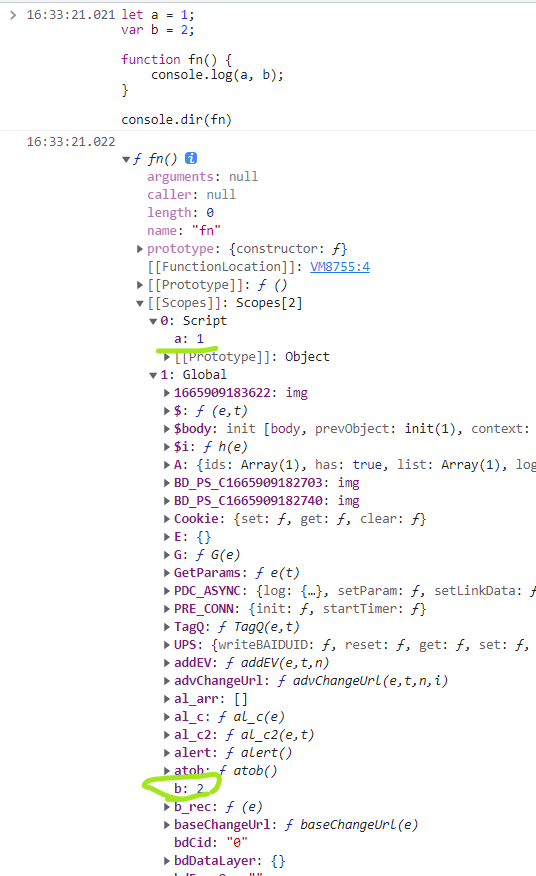 16:33:21.021 let a = 1;
var b = 2;
function fn() {
console.log(a, b);
}
console.dir(fn)
16:33:21.022
ƒ fn()
arguments: null
caller: null
length: 0
name: "fn"
prototype: {constructor: ƒ}
[[FunctionLocation]]: VM8755:4
[[Prototype]]: ƒ ()
[[Scopes]]: Scopes[2]
0: Script
a: 1
[[Prototype]]: Object
1: Global
1665909183622: img
$: ƒ (e,t)
$body: init [body, prevObject: init(1), context:
$i: ƒ h(e)
A: {ids: Array(1), has: true, list: Array(1), log
BD_PS_C1665909182703: img
BD_PS_C1665909182740: img
Cookie: {set: ƒ, get: ƒ, clear: ƒ}
E: {}
G: ƒ G(e)
GetParams: ƒ e(t)
PDC_ASYNC: {log: {…}, setParam: ƒ, setLinkData: ƒ
PRE_CONN: {init: ƒ, startTimer: ƒ}
TagQ: ƒ TagQ(e,t)
UPS: {writeBAIDUID: ƒ, reset: ƒ, get: ƒ, set: ƒ,
addEV: ƒ addEV(e,t,n)
advChangeUrl: ƒ advChangeUrl(e,t,n,i)
al_arr: []
al_c: ƒ al_c(e)
al_c2: ƒ al_c2(e,t)
alert: ƒ alert()
atob: ƒ atob()
b: 2
b_rec: ƒ (e)
baseChangeUrl: ƒ baseChangeUrl(e)
bdCid: "0"
bdDataLayer: {}